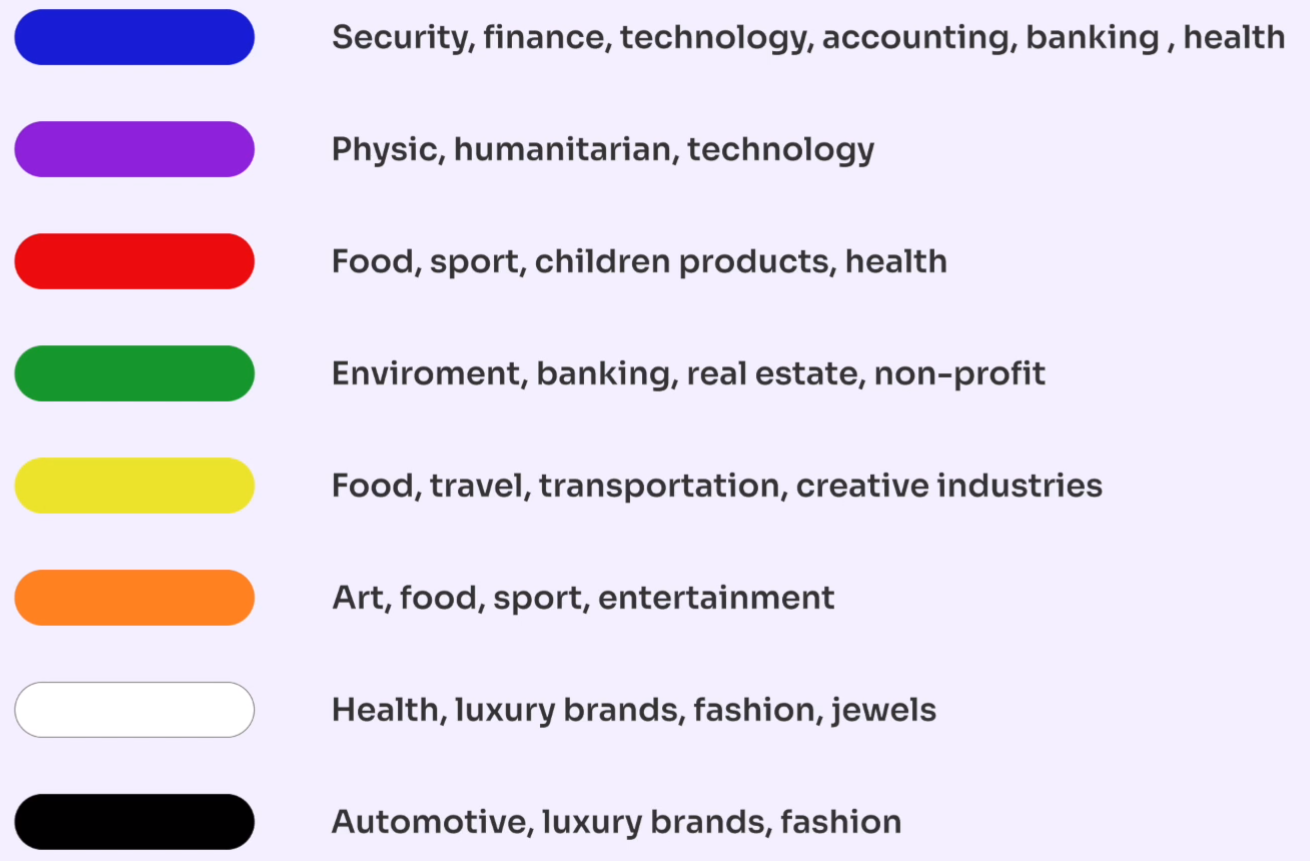 Security, finance, technology, accounting, banking , health
Physic, humanitarian, technology
Food, sport, children products, health
Enviroment, banking, real estate, non-profit
Food, travel, transportation, creative industries
Art, food, sport, entertainment
Health, luxury brands, fashion, jewels
Automotive, luxury brands, fashion